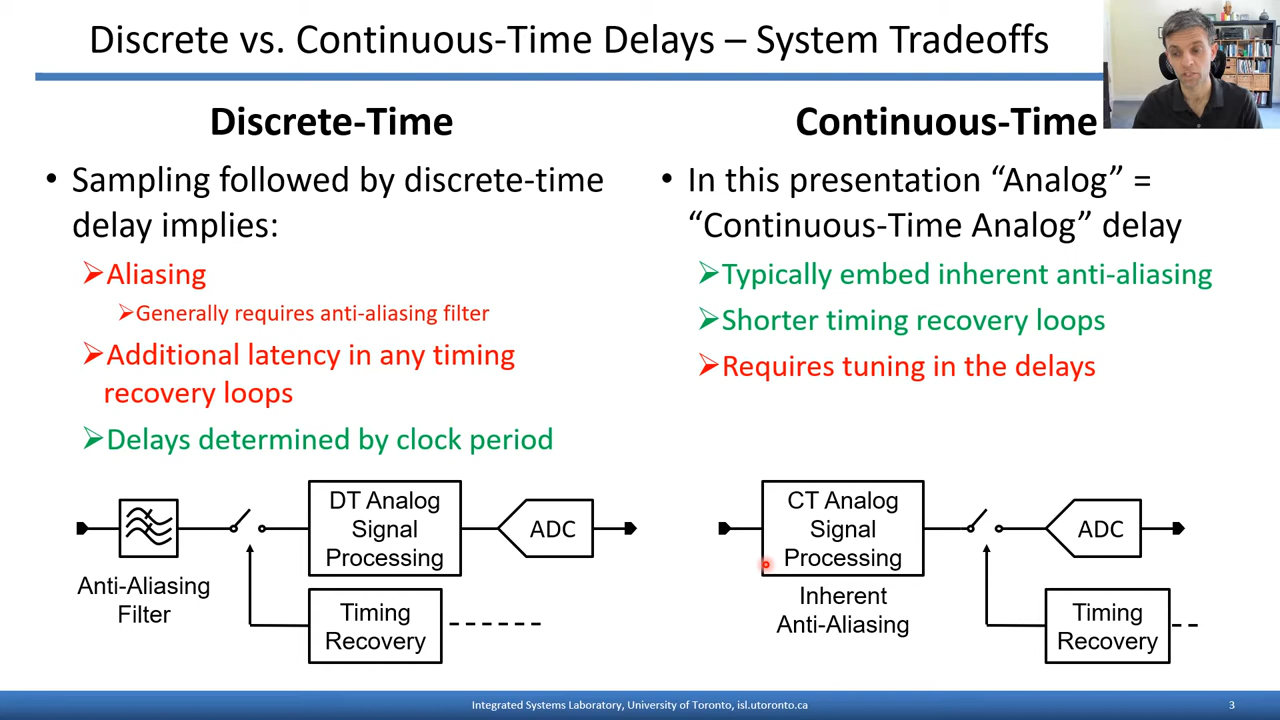 Discrete vs. Continuous-Time Delays – System Tradeoffs
Discrete-Time
• Sampling followed by discrete-time
delay implies:
➢Aliasing
➢Generally requires anti-aliasing filter
➢Additional latency in any timing
recovery loops
➢Delays determined by clock period
Continuous-Time
• In this presentation “Analog” =
“Continuous-Time Analog” delay
➢Typically embed inherent anti-aliasing
➢Shorter timing recovery loops
➢Requires tuning in the delays
Anti-Aliasing
Filter
DT Analog
Signal
Processing
ADC
Timing
Recovery
CT Analog
Signal
Processing
Inherent
Anti-Aliasing
ADC
Timing
Recovery
Integrated Systems Laboratory, University of Toronto, isl.utoronto.ca
3